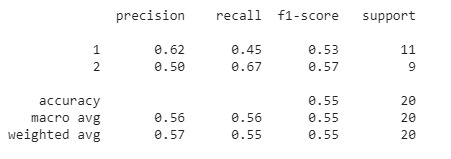 precision recall f1-score support
1 0.62 0.45 0.53 11
2 0.50 0.67 0.57 9
accuracy 0.55 20
macro avg 0.56 0.56 0.55 20
weighted avg 0.57 0.55 0.55 20